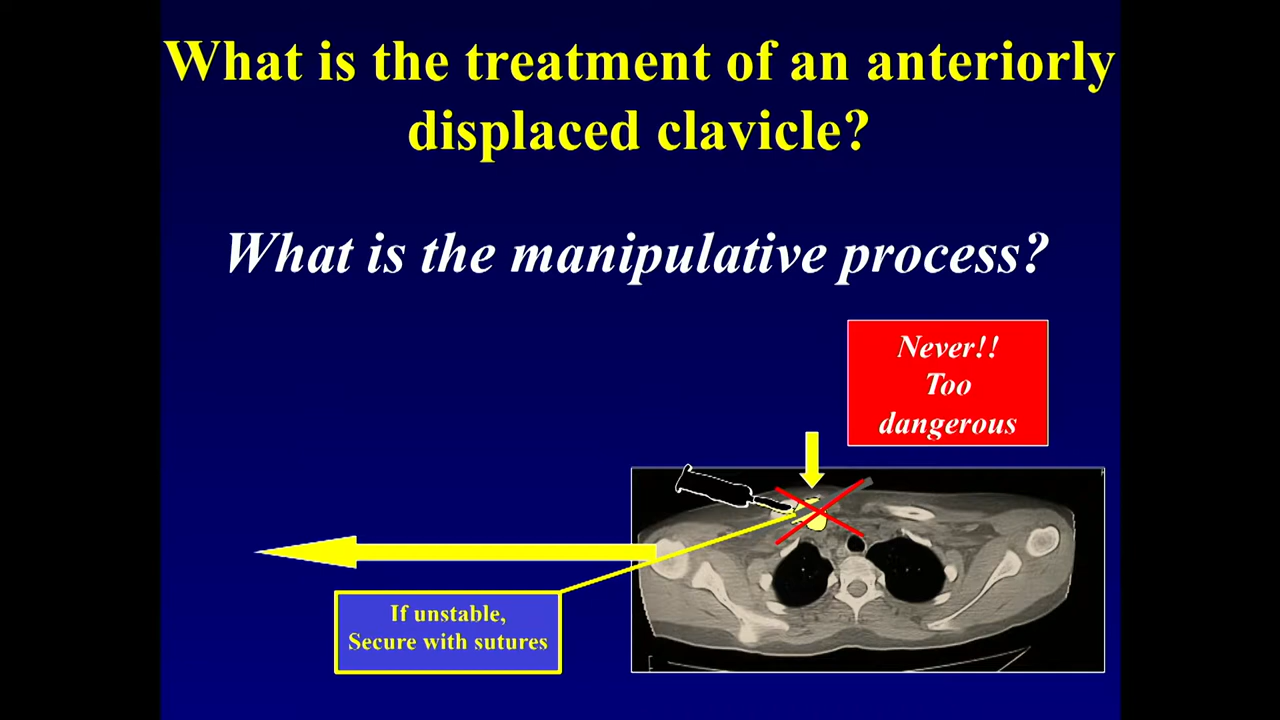 What is the treatment of an anteriorly
displaced clavicle?
What is the manipulative process?
Never!!
Too
dangerous
If unstable,
Secure with sutures